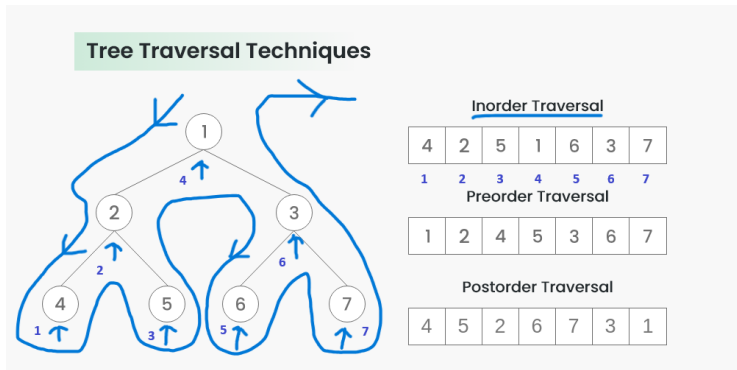 Tree Traversal Techniques
Inorder Traversal
4 2 5 1 6 3 7
1 2 3 4 5 6 7
Preorder Traversal
1 2 4 5 3 6 7
Postorder Traversal
4 5 2 6 7 3 1
1
4
2 3
2 6
4 5 6 7
1 3 5 7